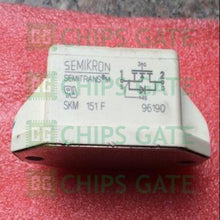 CHIPS GATE
SEMIKRON
SEMITRANS M
SKM 151 F
96190
CHIPS GATE